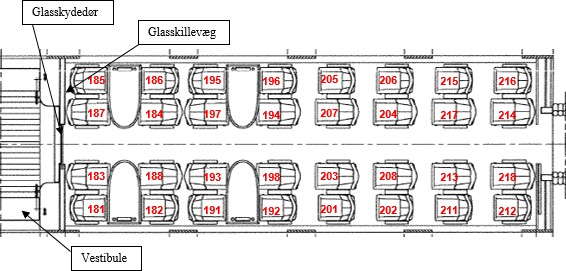 Glasskydedør
Glasskillevæg
185 186 195 196 205 206 215 216
187 184 197 194 207 204 217 214
183 188 193 198 203 208 213 218
181 182 191 192 201 202 211 212
Vestibule